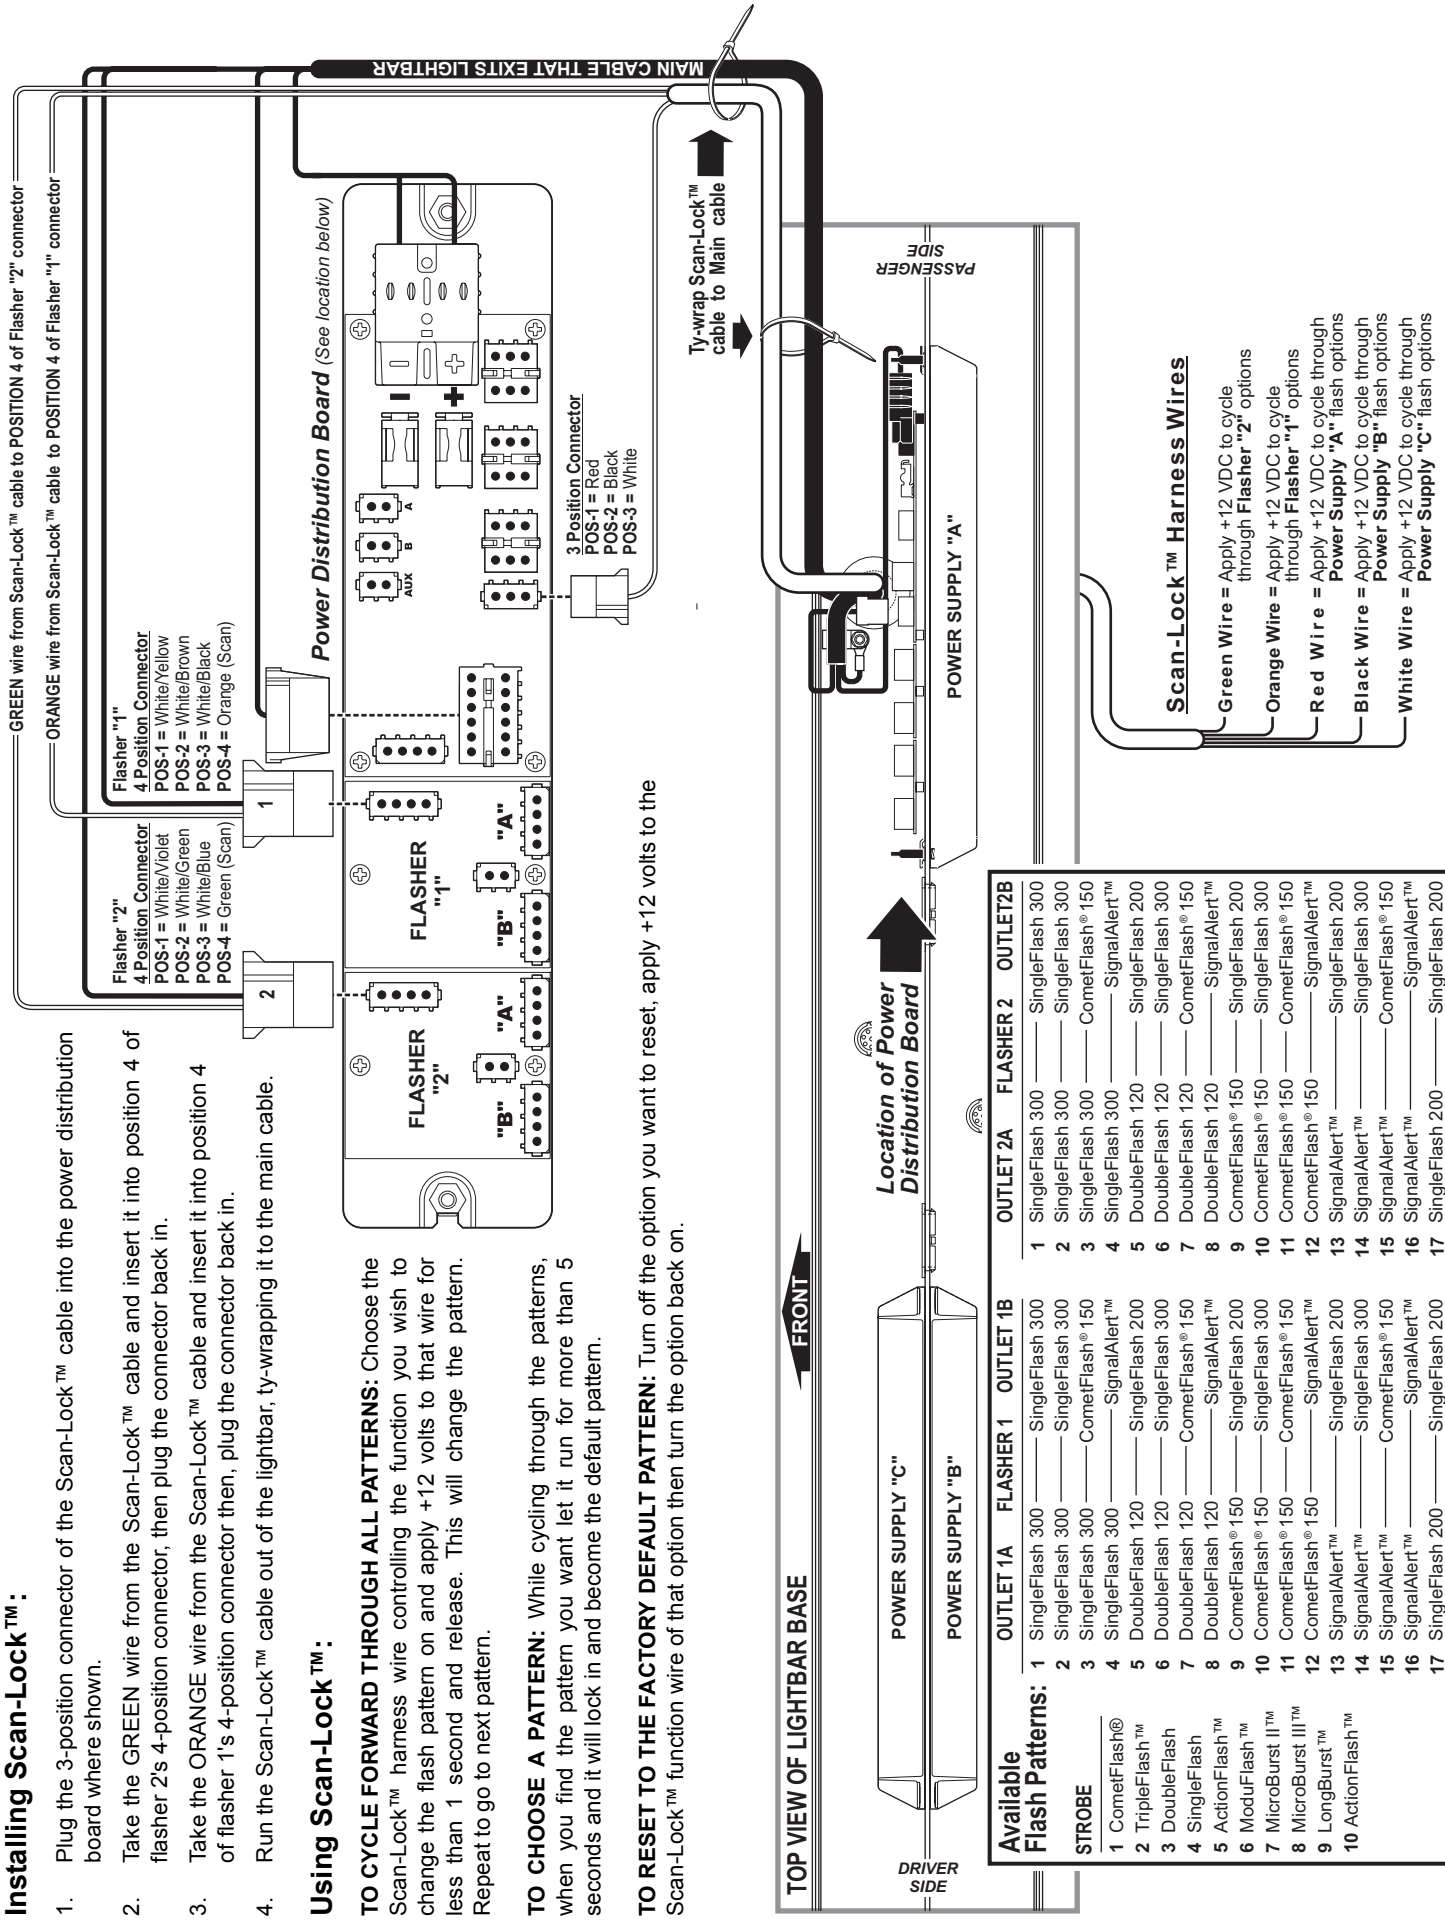 Installing Scan-Lock™:
1. Plug the 3-position connector of the Scan-Lock™ cable into the power distribution
board where shown.
2. Take the GREEN wire from the Scan-Lock™ cable and insert it into position 4 of
flasher 2's 4-position connector, then plug the connector back in.
3. Take the ORANGE wire from the Scan-Lock™ cable and insert it into position 4
of flasher 1's 4-position connector then, plug the connector back in.
4. Run the Scan-Lock™ cable out of the lightbar, ty-wrapping it to the main cable.
Using Scan-Lock™:
TO CYCLE FORWARD THROUGH ALL PATTERNS: Choose the
Scan-Lock™ harness wire controlling the function you wish to
change the flash pattern on and apply +12 volts to that wire for
less than 1 second and release. This will change the pattern.
Repeat to go to next pattern.
TO CHOOSE A PATTERN: While cycling through the patterns,
when you find the pattern you want let it run for more than 5
seconds and it will lock in and become the default pattern.
TO RESET TO THE FACTORY DEFAULT PATTERN: Turn off the option you want to reset, apply +12 volts to the
Scan-Lock™ function wire of that option then turn the option back on.
GREEN wire from Scan-Lock™ cable to POSITION 4 of Flasher "2" connector
ORANGE wire from Scan-Lock™ cable to POSITION 4 of Flasher "1" connector
Flasher "2"
4 Position Connector
POS-1 = White/Violet
POS-2 = White/Green
POS-3 = White/Blue
POS-4 = Green (Scan)
Flasher "1"
4 Position Connector
POS-1 = White/Yellow
POS-2 = White/Brown
POS-3 = White/Black
POS-4 = Orange (Scan)
2
1
Power Distribution Board (See location below)
FLASHER
"2"
"B"
"A"
FLASHER
"1"
"B"
"A"
AUX
B
A
3 Position Connector
POS-1 = Red
POS-2 = Black
POS-3 = White
MAIN CABLE THAT EXITS LIGHTBAR
Ty-wrap Scan-Lock™
cable to Main cable
TOP VIEW OF LIGHTBAR BASE
FRONT
DRIVER
SIDE
PASSENGER
SIDE
POWER SUPPLY "C"
POWER SUPPLY "B"
Location of Power
Distribution Board
POWER SUPPLY "A"
Scan-Lock™ Harness Wires
Green Wire = Apply +12 VDC to cycle
through Flasher "2" options
Orange Wire = Apply +12 VDC to cycle
through Flasher "1" options
Red Wire = Apply +12 VDC to cycle through
Power Supply "A" flash options
Black Wire = Apply +12 VDC to cycle through
Power Supply "B" flash options
White Wire = Apply +12 VDC to cycle through
Power Supply "C" flash options
Available
Flash Patterns:
STROBE
1 CometFlash®
2 TripleFlash™
3 DoubleFlash
4 SingleFlash
5 ActionFlash™
6 ModuFlash™
7 MicroBurst II™
8 MicroBurst III™
9 LongBurst™
10 ActionFlash™
OUTLET 1A FLASHER 1 OUTLET 1B
1 SingleFlash 300 SingleFlash 300
2 SingleFlash 300 SingleFlash 300
3 SingleFlash 300 CometFlash® 150
4 SingleFlash 300 SignalAlert™
5 DoubleFlash 120 SingleFlash 200
6 DoubleFlash 120 SingleFlash 300
7 DoubleFlash 120 CometFlash® 150
8 DoubleFlash 120 SignalAlert™
9 CometFlash® 150 SingleFlash 200
10 CometFlash® 150 SingleFlash 300
11 CometFlash® 150 CometFlash® 150
12 CometFlash® 150 SignalAlert™
13 SignalAlert™ SingleFlash 200
14 SignalAlert™ SingleFlash 300
15 SignalAlert™ CometFlash® 150
16 SignalAlert™ SignalAlert™
17 SingleFlash 200 SingleFlash 200
OUTLET 2A FLASHER 2 OUTLET2B
1 SingleFlash 300 SingleFlash 300
2 SingleFlash 300 SingleFlash 300
3 SingleFlash 300 CometFlash® 150
4 SingleFlash 300 SignalAlert™
5 DoubleFlash 120 SingleFlash 200
6 DoubleFlash 120 SingleFlash 300
7 DoubleFlash 120 CometFlash® 150
8 DoubleFlash 120 SignalAlert™
9 CometFlash® 150 SingleFlash 200
10 CometFlash® 150 SingleFlash 300
11 CometFlash® 150 CometFlash® 150
12 CometFlash® 150 SignalAlert™
13 SignalAlert™ SingleFlash 200
14 SignalAlert™ SingleFlash 300
15 SignalAlert™ CometFlash® 150
16 SignalAlert™ SignalAlert™
17 SingleFlash 200 SingleFlash 200